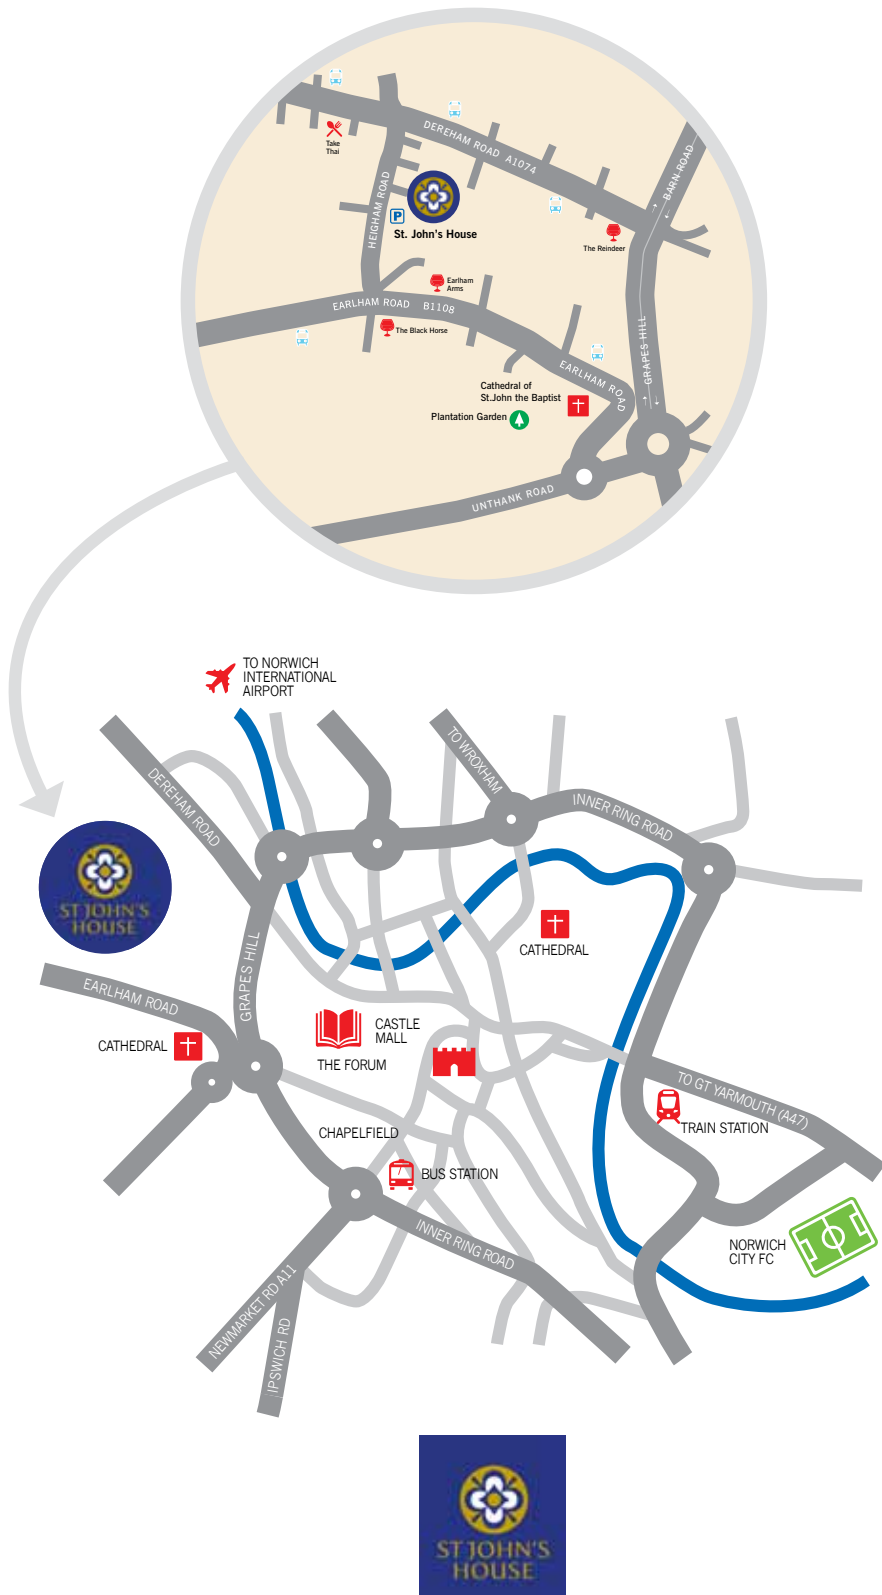 DEREHAM ROAD A1074
BARN ROAD
Take
Thai
HEIGHAM ROAD
P
St. John's House
The Reindeer
Earlham
Arms
EARLHAM ROAD B1108
The Black Horse
GRAPES HILL
EARLHAM ROAD
Cathedral of
St.John the Baptist
Plantation Garden
UNTHANK ROAD
TO NORWICH
INTERNATIONAL
AIRPORT
TO WROXHAM
DEREHAM ROAD
INNER RING ROAD
ST JOHN'S
HOUSE
CATHEDRAL
GRAPES HILL
EARLHAM ROAD
CATHEDRAL
CASTLE
MALL
THE FORUM
TO GT YARMOUTH (A47)
TRAIN STATION
CHAPELFIELD
BUS STATION
INNER RING ROAD
NORWICH
CITY FC
NEWMARKET RD A11
IPSWICH RD
ST JOHN'S
HOUSE